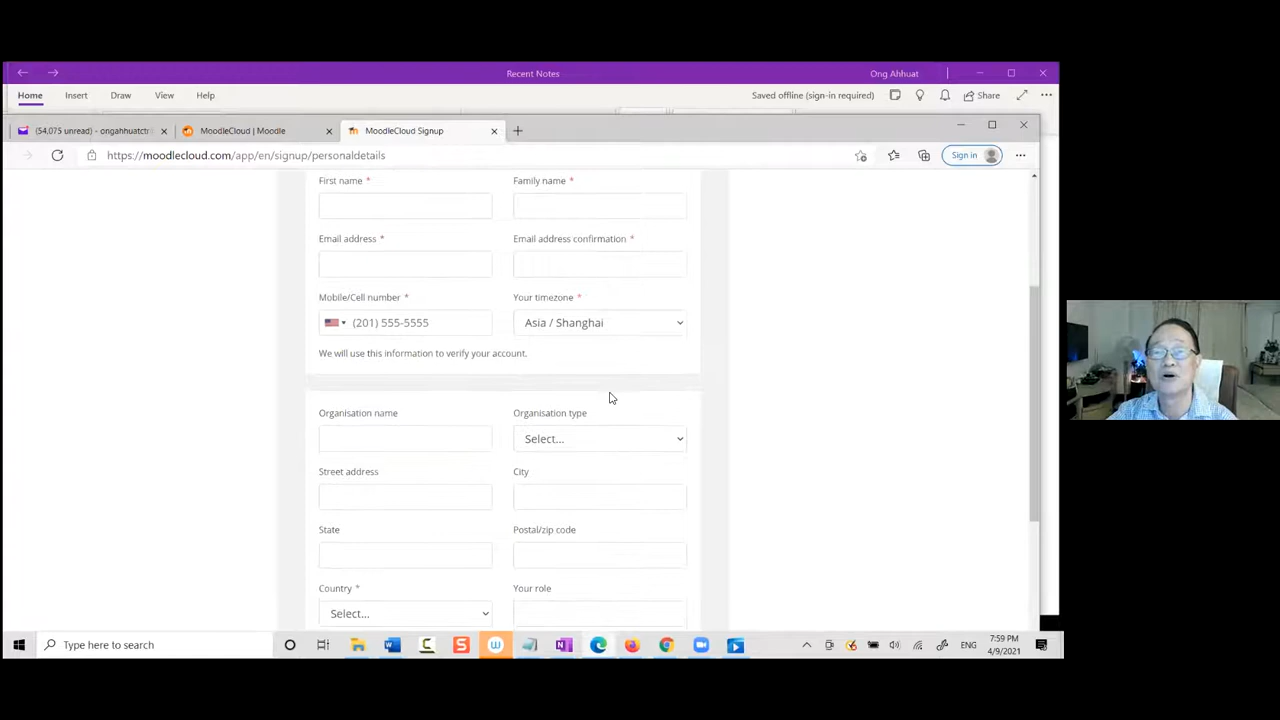 Recent Notes
Ong Ahhuat
Home Insert Draw View Help
Saved offline (sign-in required) Share
(54,075 unread) - ongahhuatctr
MoodleCloud | Moodle
MoodleCloud Signup
https://moodlecloud.com/app/en/signup/personaldetails
Sign in
First name * Family name *
Email address * Email address confirmation *
Mobile/Cell number * Your timezone *
(201) 555-5555 Asia / Shanghai
We will use this information to verify your account.
Organisation name Organisation type
Select...
Street address City
State Postal/zip code
Country * Your role
Select...
Type here to search
ENG
7:59 PM
4/9/2021